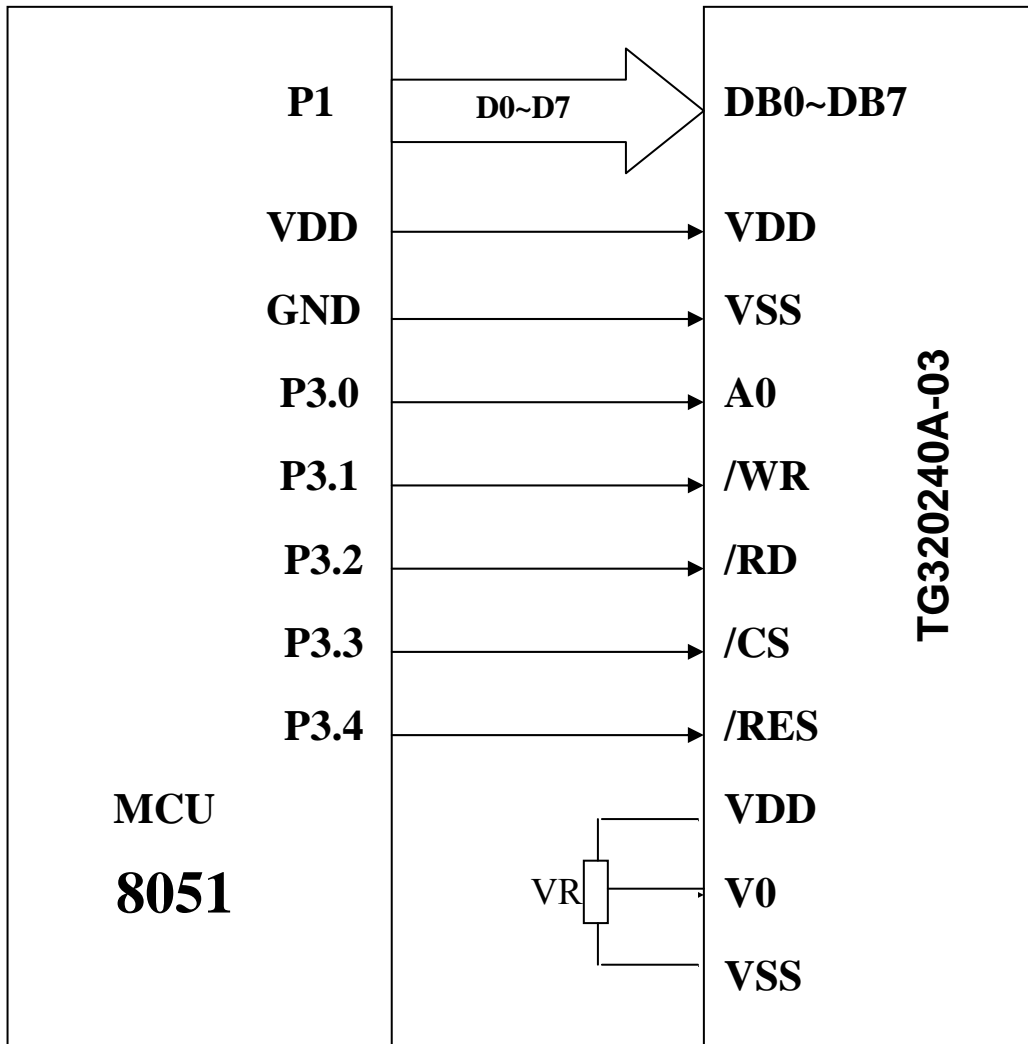 P1 D0~D7 DB0~DB7
VDD VDD
GND VSS
P3.0 A0
P3.1 /WR
P3.2 /RD
P3.3 /CS
P3.4 /RES
MCU VDD
8051 VR V0
VSS
TG320240A-03